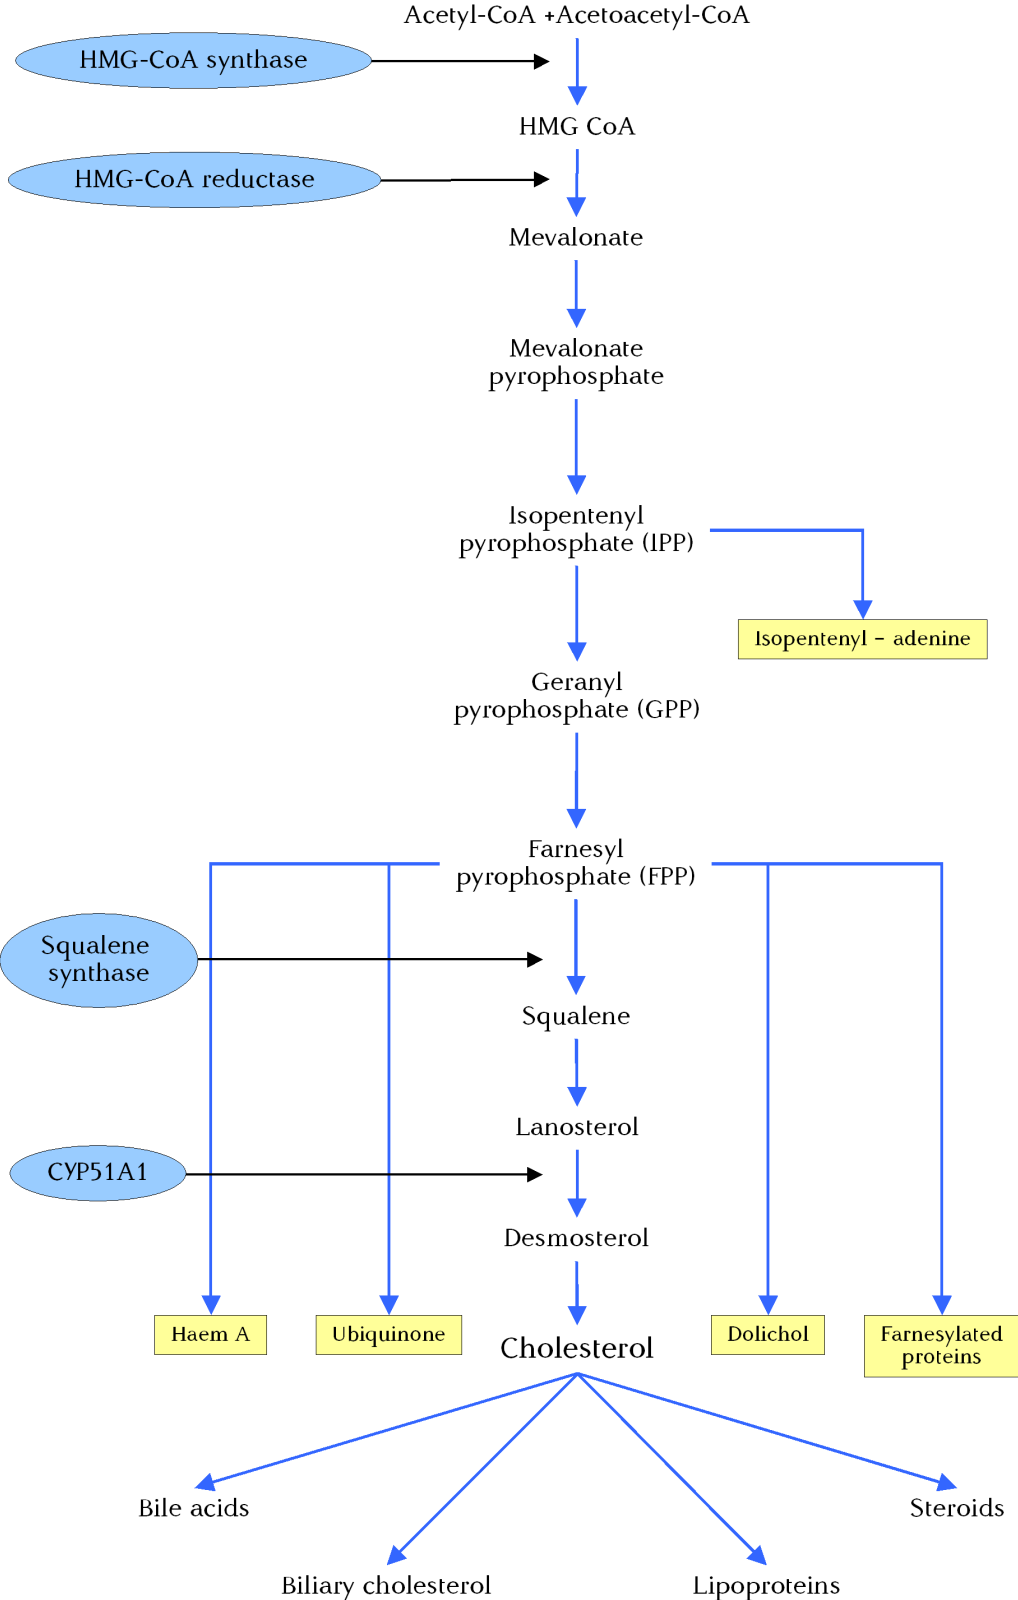 Acetyl-CoA +Acetoacetyl-CoA
HMG-CoA synthase
HMG CoA
HMG-CoA reductase
Mevalonate
Mevalonate
pyrophosphate
Isopentenyl
pyrophosphate (IPP)
Isopentenyl – adenine
Geranyl
pyrophosphate (GPP)
Farnesyl
pyrophosphate (FPP)
Squalene
synthase
Squalene
Lanosterol
CYP51A1
Desmosterol
Haem A
Ubiquinone
Cholesterol
Dolichol
Farnesylated
proteins
Bile acids
Steroids
Biliary cholesterol
Lipoproteins